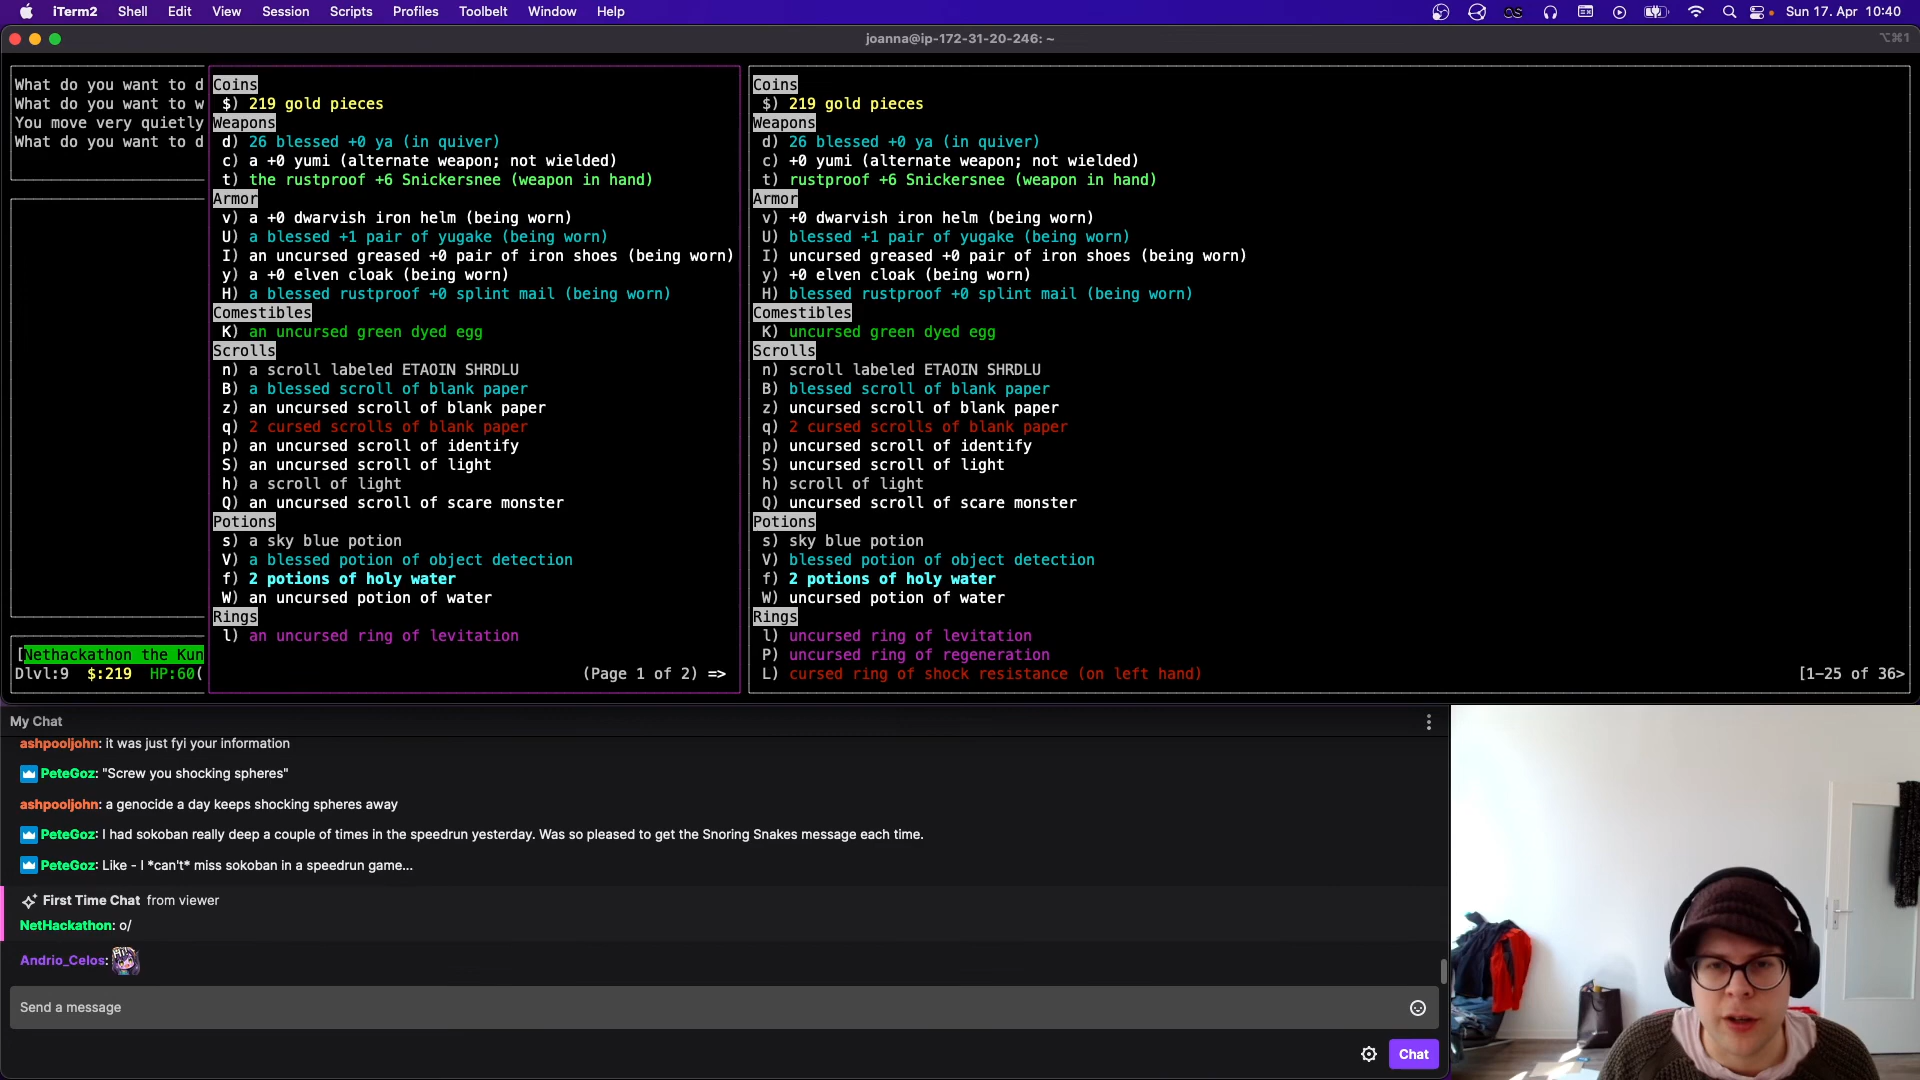 iTerm2 Shell Edit View Session Scripts Profiles Toolbelt Window Help
Sun 17. Apr 10:40
joanna@ip-172-31-20-246: ~
⌥⌘1
What do you want to d
What do you want to w
You move very quietly
What do you want to d
[Nethackathon the Kun
Dlvl:9 $:219 HP:60(
Coins
$) 219 gold pieces
Weapons
d) 26 blessed +0 ya (in quiver)
c) a +0 yumi (alternate weapon; not wielded)
t) the rustproof +6 Snickersnee (weapon in hand)
Armor
v) a +0 dwarvish iron helm (being worn)
U) a blessed +1 pair of yugake (being worn)
I) an uncursed greased +0 pair of iron shoes (being worn)
y) a +0 elven cloak (being worn)
H) a blessed rustproof +0 splint mail (being worn)
Comestibles
K) an uncursed green dyed egg
Scrolls
n) a scroll labeled ETAOIN SHRDLU
B) a blessed scroll of blank paper
z) an uncursed scroll of blank paper
q) 2 cursed scrolls of blank paper
p) an uncursed scroll of identify
S) an uncursed scroll of light
h) a scroll of light
Q) an uncursed scroll of scare monster
Potions
s) a sky blue potion
V) a blessed potion of object detection
f) 2 potions of holy water
W) an uncursed potion of water
Rings
l) an uncursed ring of levitation
(Page 1 of 2) =>
Coins
$) 219 gold pieces
Weapons
d) 26 blessed +0 ya (in quiver)
c) +0 yumi (alternate weapon; not wielded)
t) rustproof +6 Snickersnee (weapon in hand)
Armor
v) +0 dwarvish iron helm (being worn)
U) blessed +1 pair of yugake (being worn)
I) uncursed greased +0 pair of iron shoes (being worn)
y) +0 elven cloak (being worn)
H) blessed rustproof +0 splint mail (being worn)
Comestibles
K) uncursed green dyed egg
Scrolls
n) scroll labeled ETAOIN SHRDLU
B) blessed scroll of blank paper
z) uncursed scroll of blank paper
q) 2 cursed scrolls of blank paper
p) uncursed scroll of identify
S) uncursed scroll of light
h) scroll of light
Q) uncursed scroll of scare monster
Potions
s) sky blue potion
V) blessed potion of object detection
f) 2 potions of holy water
W) uncursed potion of water
Rings
l) uncursed ring of levitation
P) uncursed ring of regeneration
L) cursed ring of shock resistance (on left hand)
[1-25 of 36>
My Chat
ashpooljohn: it was just fyi your information
PeteGoz: "Screw you shocking spheres"
ashpooljohn: a genocide a day keeps shocking spheres away
PeteGoz: I had sokoban really deep a couple of times in the speedrun yesterday. Was so pleased to get the Snoring Snakes message each time.
PeteGoz: Like - I *can't* miss sokoban in a speedrun game...
First Time Chat from viewer
NetHackathon: o/
Andrio_Celos:
Send a message
Chat